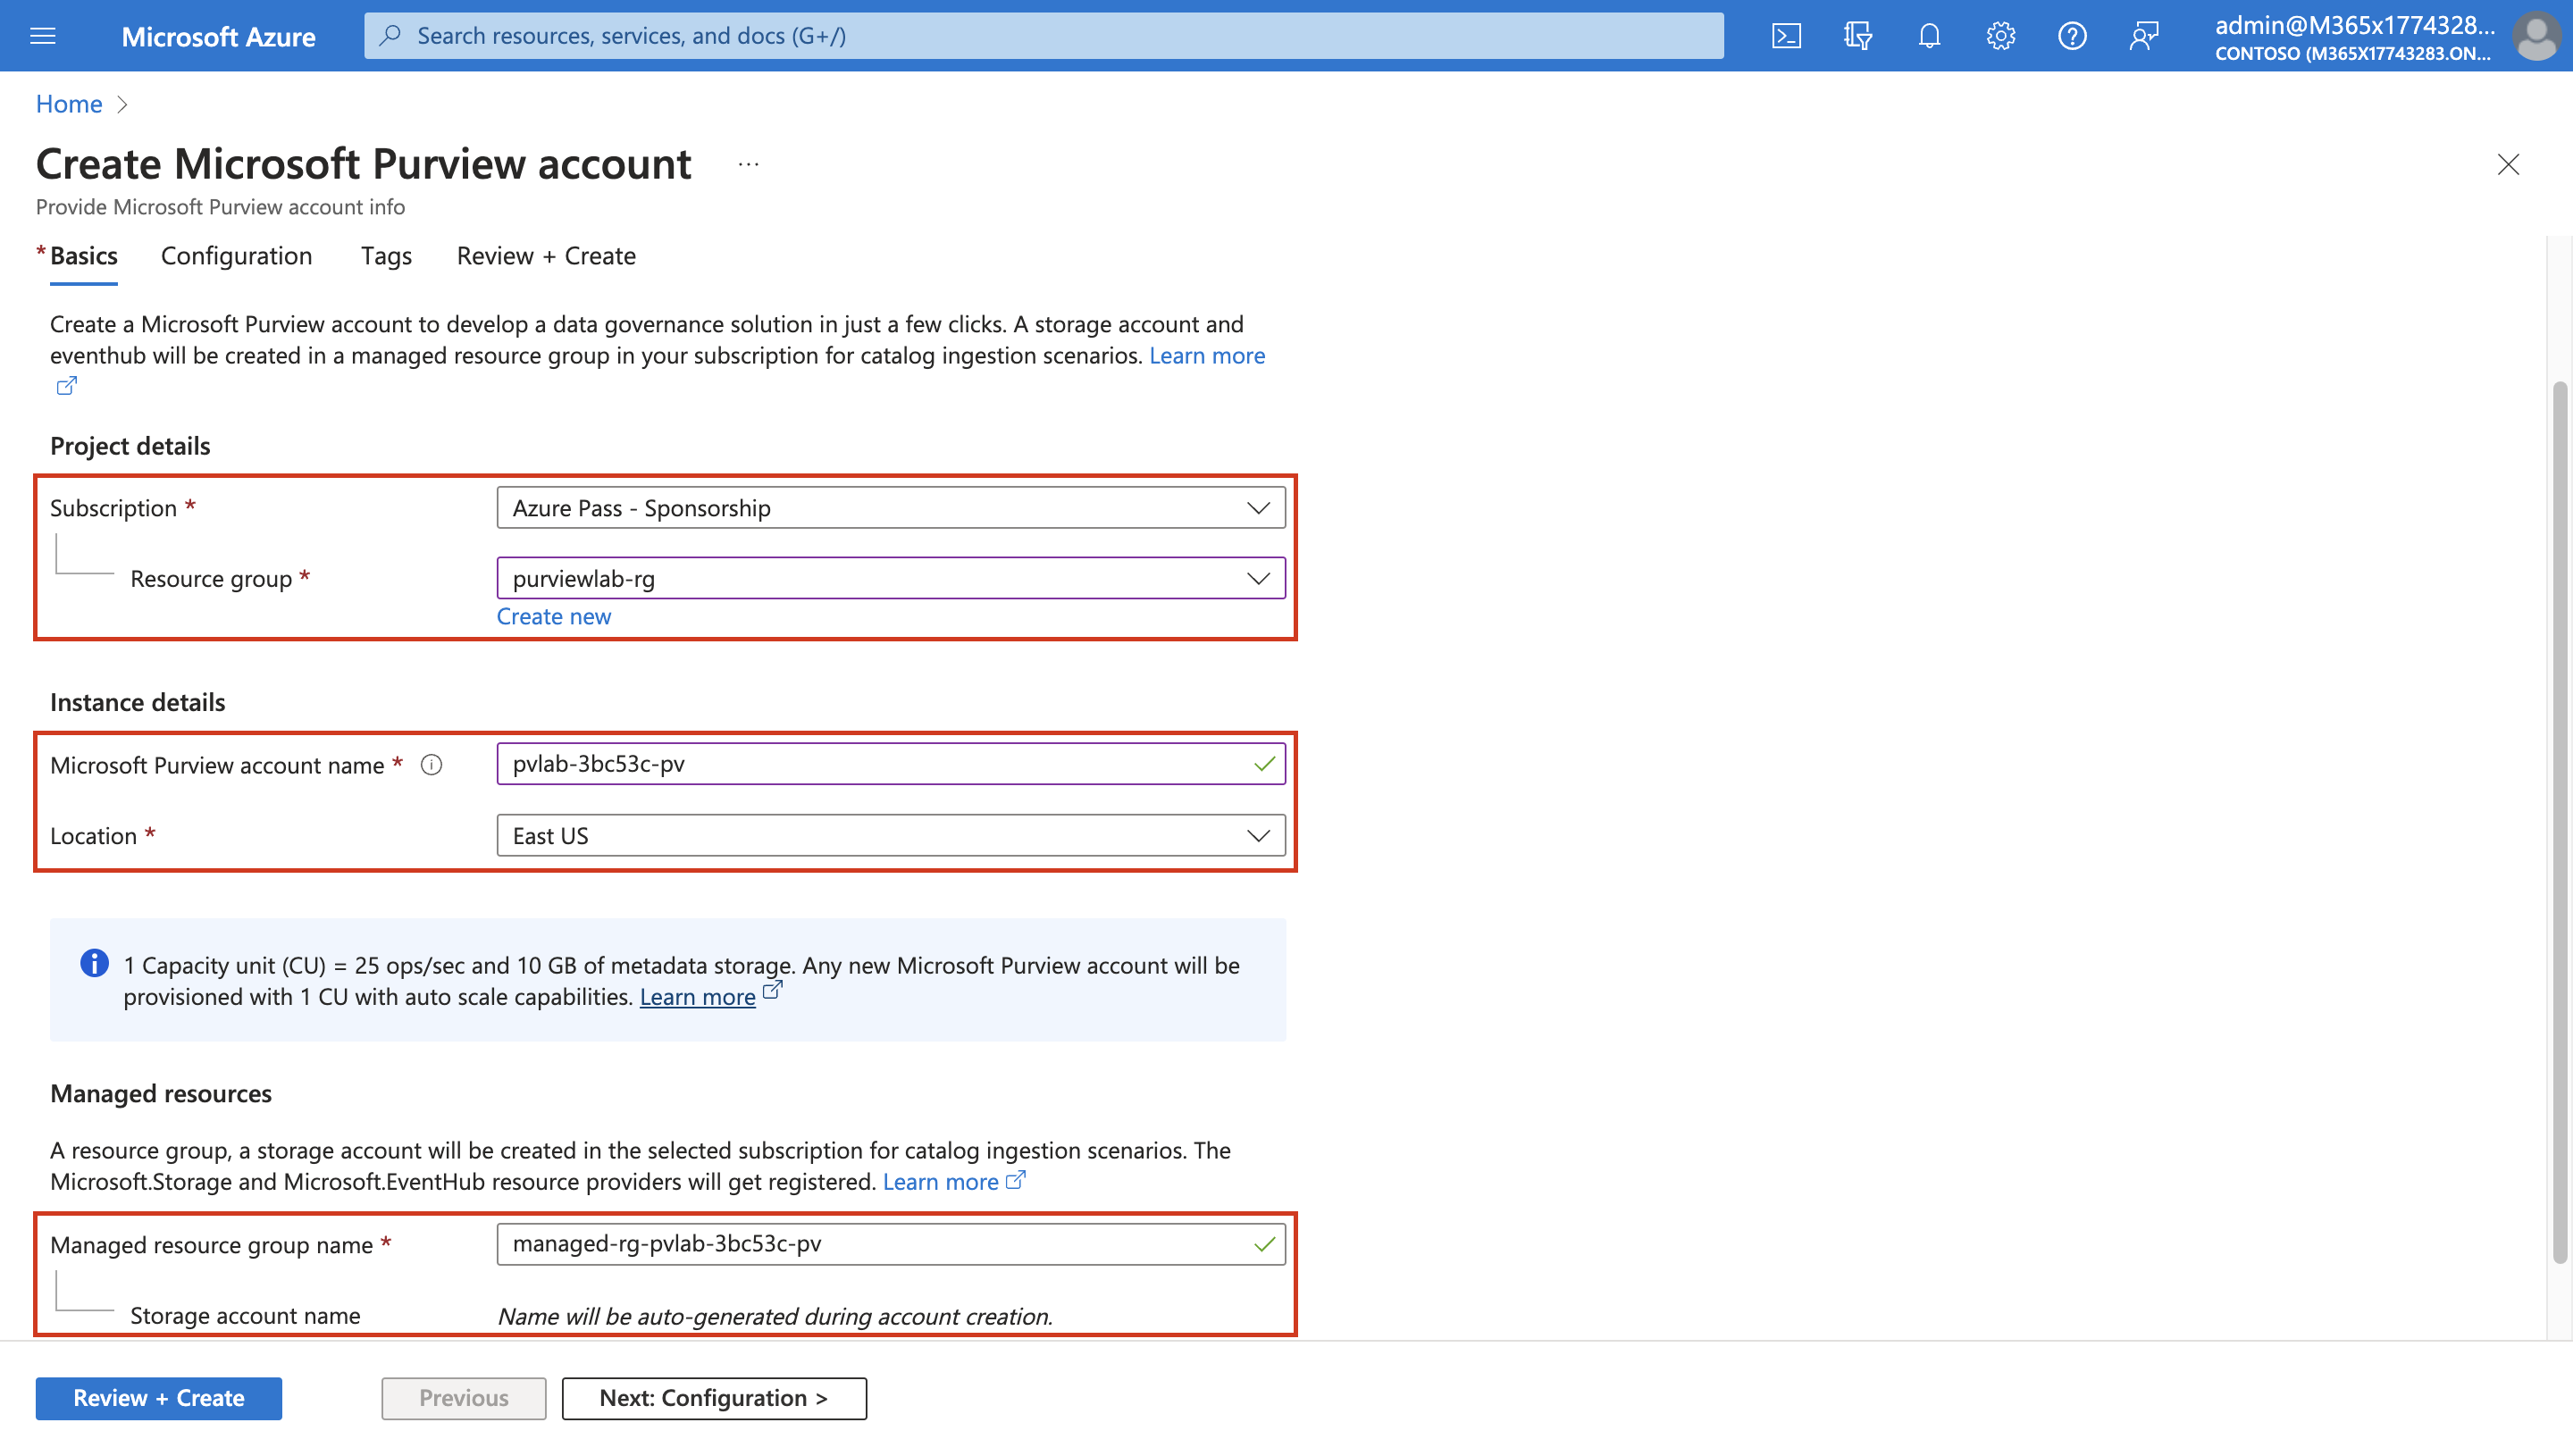 Microsoft Azure
Search resources, services, and docs (G+/)
admin@M365x1774328...
CONTOSO (M365X17743283.ON...
Home
Create Microsoft Purview account
...
Provide Microsoft Purview account info
* Basics
Configuration
Tags
Review + Create
Create a Microsoft Purview account to develop a data governance solution in just a few clicks. A storage account and
eventhub will be created in a managed resource group in your subscription for catalog ingestion scenarios. Learn more
Project details
Subscription *
Azure Pass - Sponsorship
Resource group *
purviewlab-rg
Create new
Instance details
Microsoft Purview account name *
pvlab-3bc53c-pv
Location *
East US
1 Capacity unit (CU) = 25 ops/sec and 10 GB of metadata storage. Any new Microsoft Purview account will be
provisioned with 1 CU with auto scale capabilities. Learn more
Managed resources
A resource group, a storage account will be created in the selected subscription for catalog ingestion scenarios. The
Microsoft.Storage and Microsoft.EventHub resource providers will get registered. Learn more
Managed resource group name *
managed-rg-pvlab-3bc53c-pv
Storage account name
Name will be auto-generated during account creation.
Review + Create
Previous
Next: Configuration >